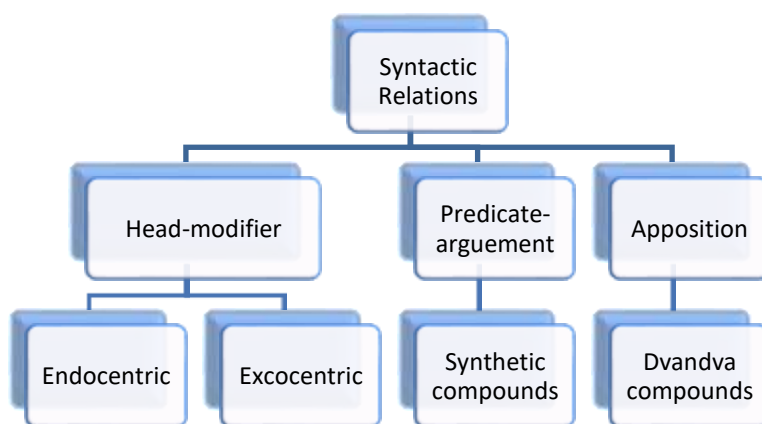 Syntactic
Relations
Head-modifier
Predicate-
arguement
Apposition
Endocentric
Excocentric
Synthetic
compounds
Dvandva
compounds